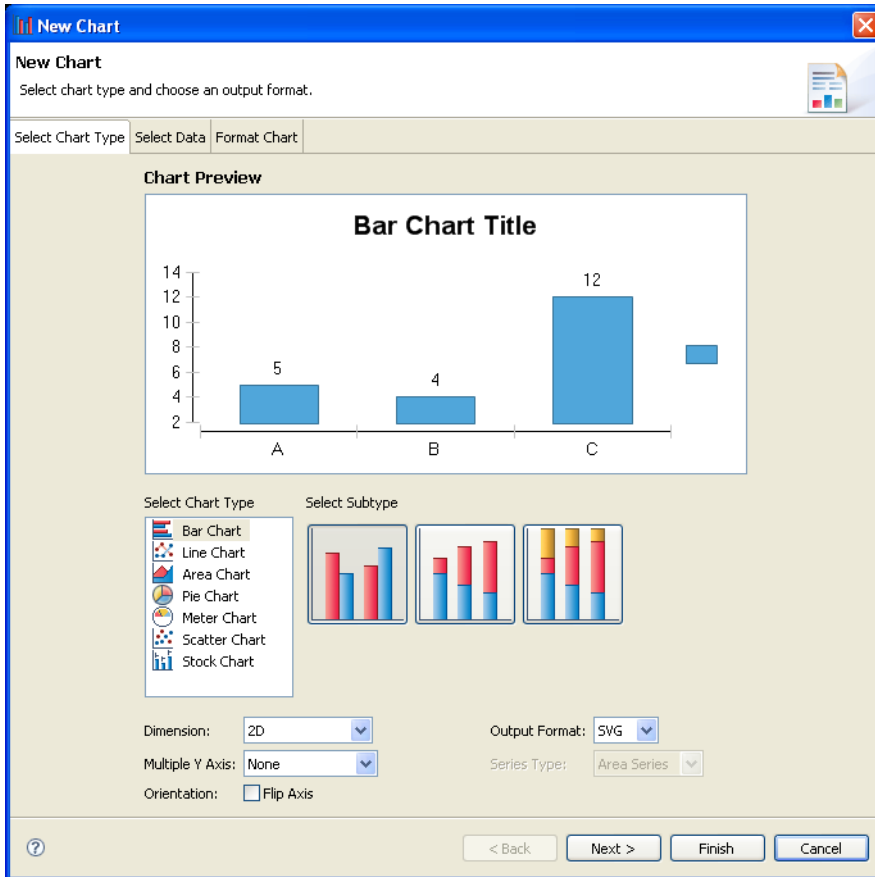 New Chart
New Chart
Select chart type and choose an output format.
Select Chart Type Select Data Format Chart
Chart Preview
Bar Chart Title
14
12
10
8
6
4
2
5
4
12
A B C
Select Chart Type Select Subtype
Bar Chart
Line Chart
Area Chart
Pie Chart
Meter Chart
Scatter Chart
Stock Chart
Dimension: 2D Output Format: SVG
Multiple Y Axis: None Series Type: Area Series
Orientation: Flip Axis
? < Back Next > Finish Cancel